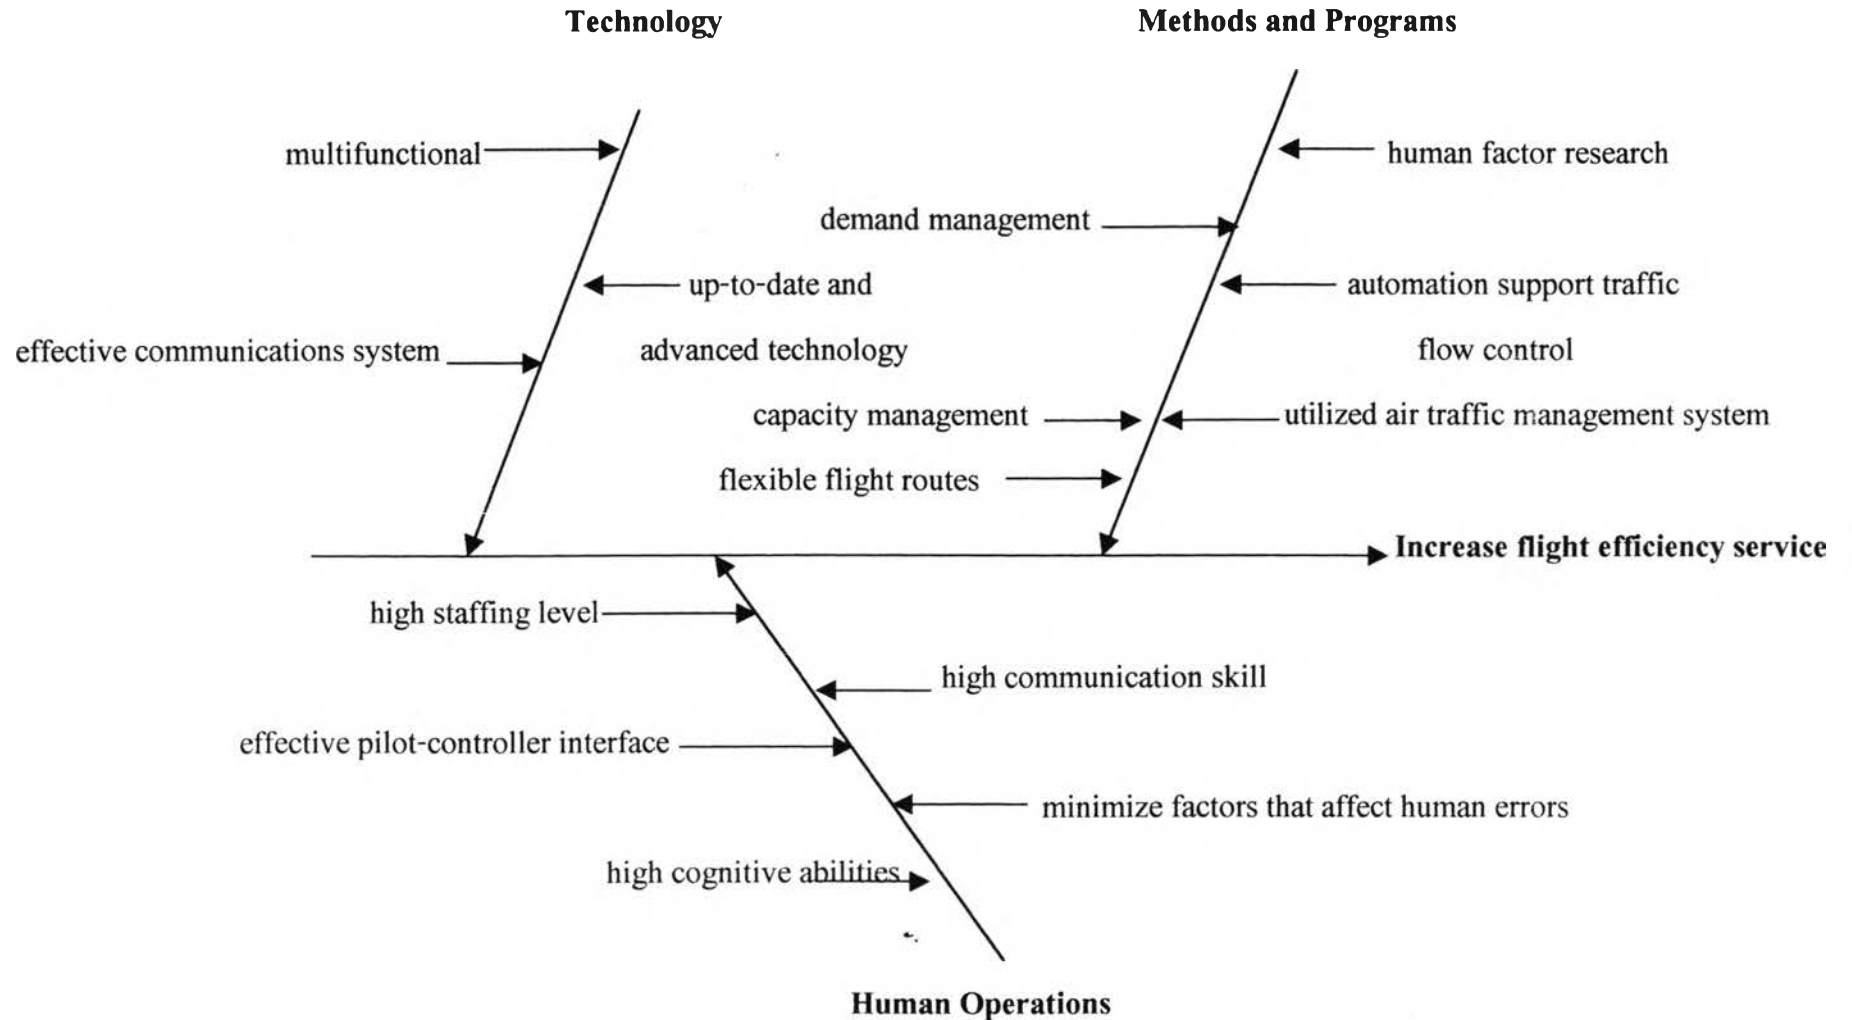 Technology
Methods and Programs
multifunctional
human factor research
demand management
up-to-date and
automation support traffic
effective communications system
advanced technology
flow control
capacity management
utilized air traffic management system
flexible flight routes
Increase flight efficiency service
high staffing level
high communication skill
effective pilot-controller interface
minimize factors that affect human errors
high cognitive abilities
Human Operations